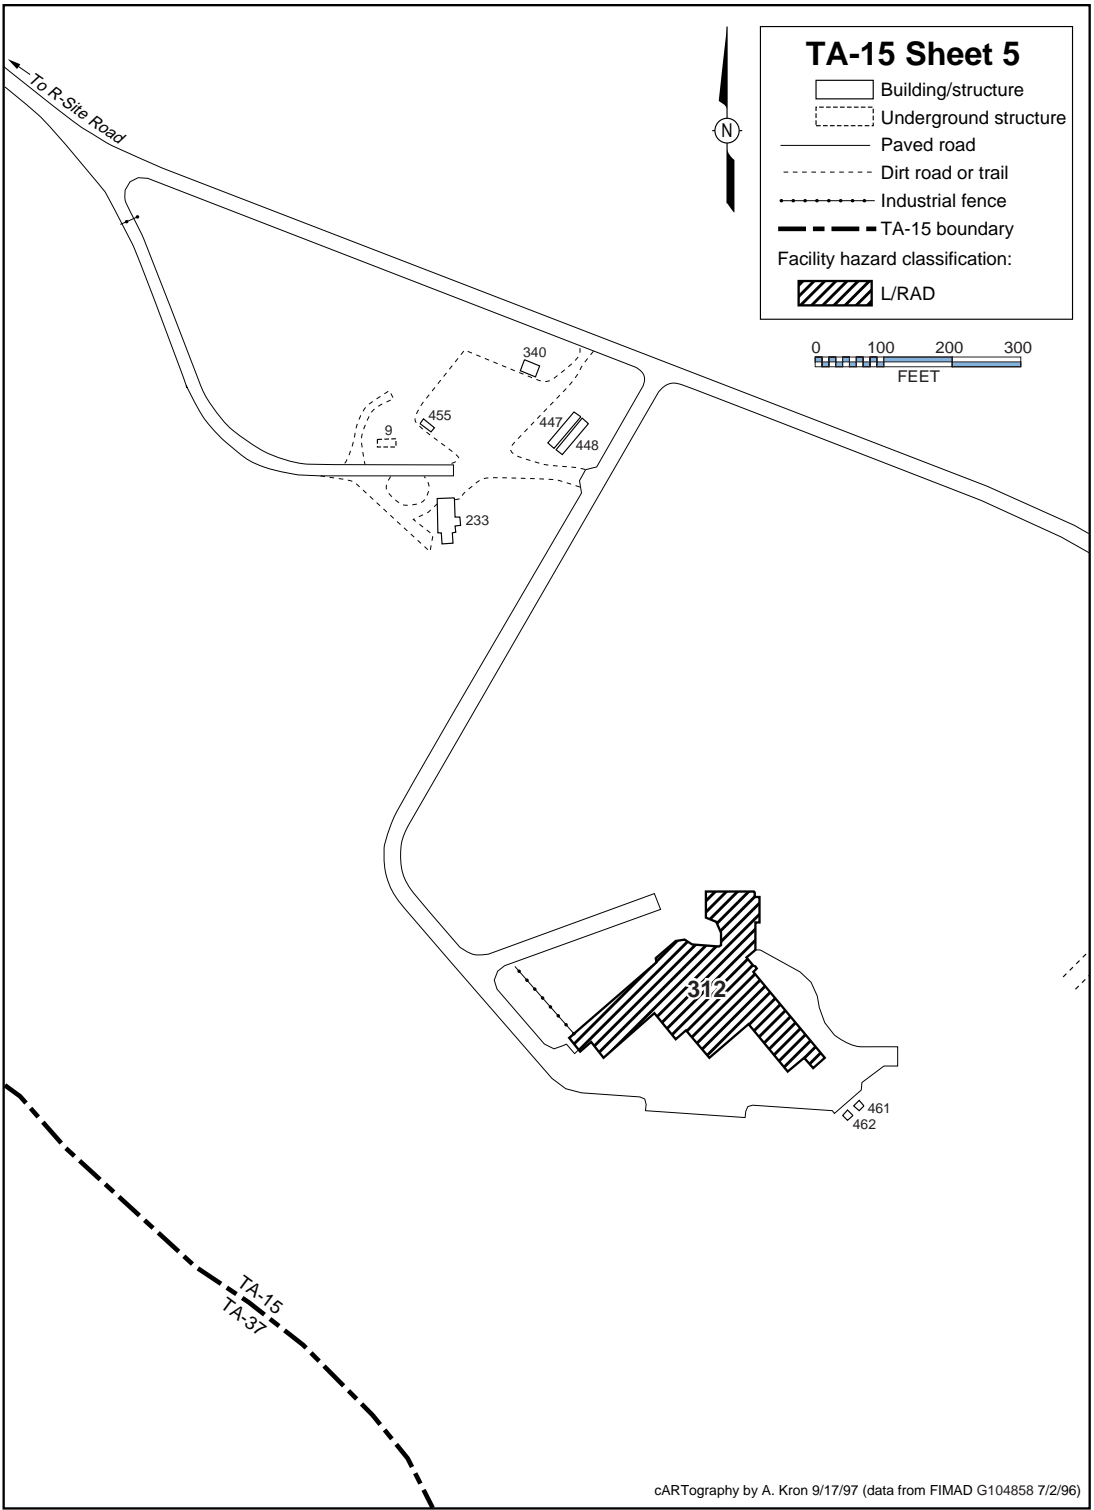 TA-15 Sheet 5
Building/structure
Underground structure
Paved road
Dirt road or trail
Industrial fence
TA-15 boundary
Facility hazard classification:
L/RAD
N
To R-Site Road
0 100 200 300
FEET
340
455
9
447
448
233
312
461
462
TA-15
TA-37
cARTography by A. Kron 9/17/97 (data from FIMAD G104858 7/2/96)